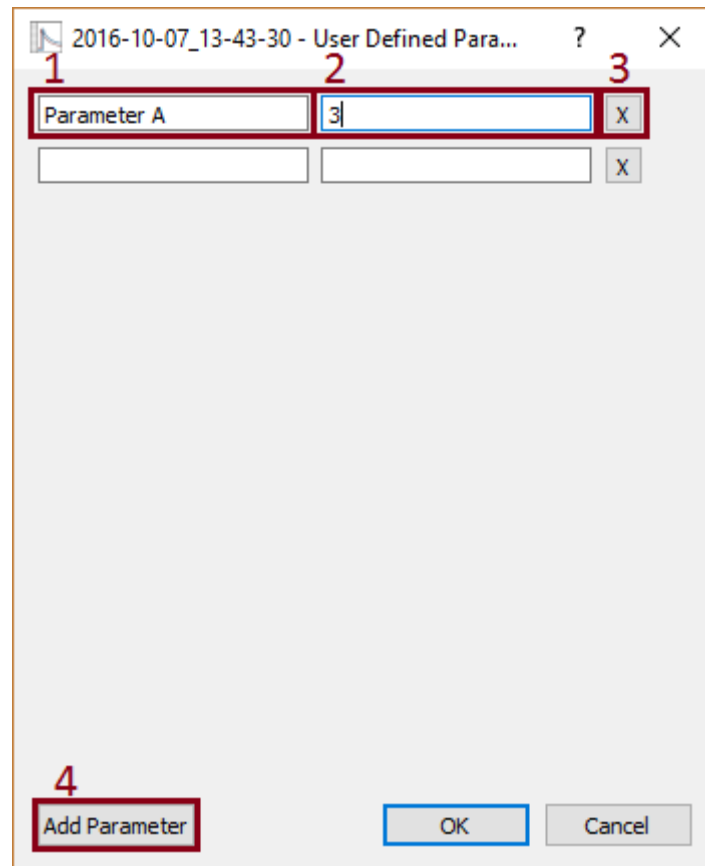 2016-10-07_13-43-30 - User Defined Para... ? X
1 2 3
Parameter A 3 X
X
4
Add Parameter OK Cancel